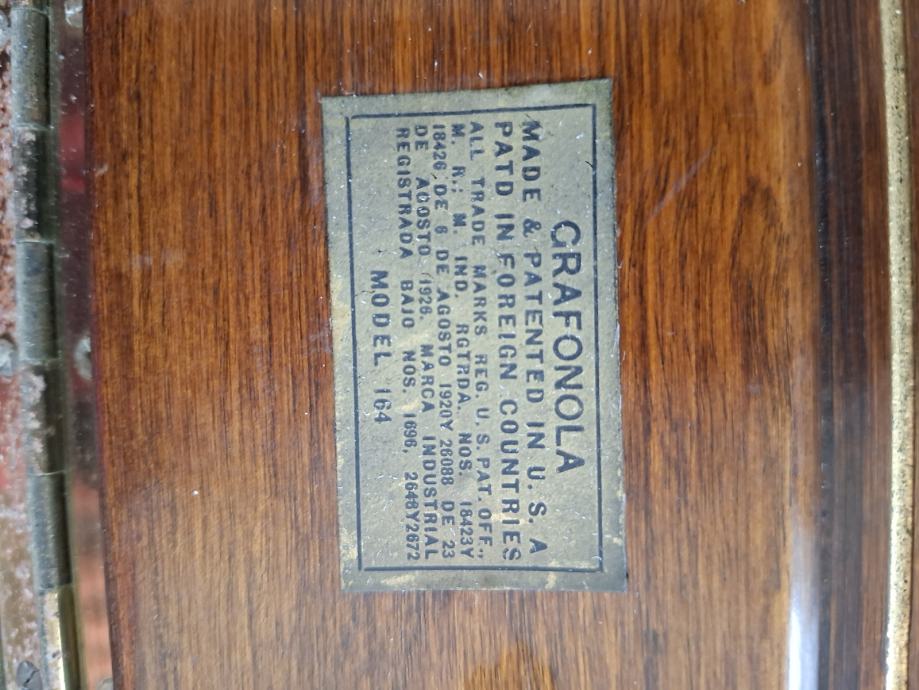 GRAFONOLA
MADE & PATENTED IN U. S. A
PATD IN FOREIGN COUNTRIES
ALL TRADE MARKS REG. U. S. PAT. OFF.,
M. R.; M. IND. RGTRDA. NOS. 18423Y
18426 DE 6 DE AGOSTO 1920Y 26088 DE 23
DE AGOSTO 1926. MARCA INDUSTRIAL
REGISTRADA BAJO NOS. 1696, 2648Y2672
MODEL 164